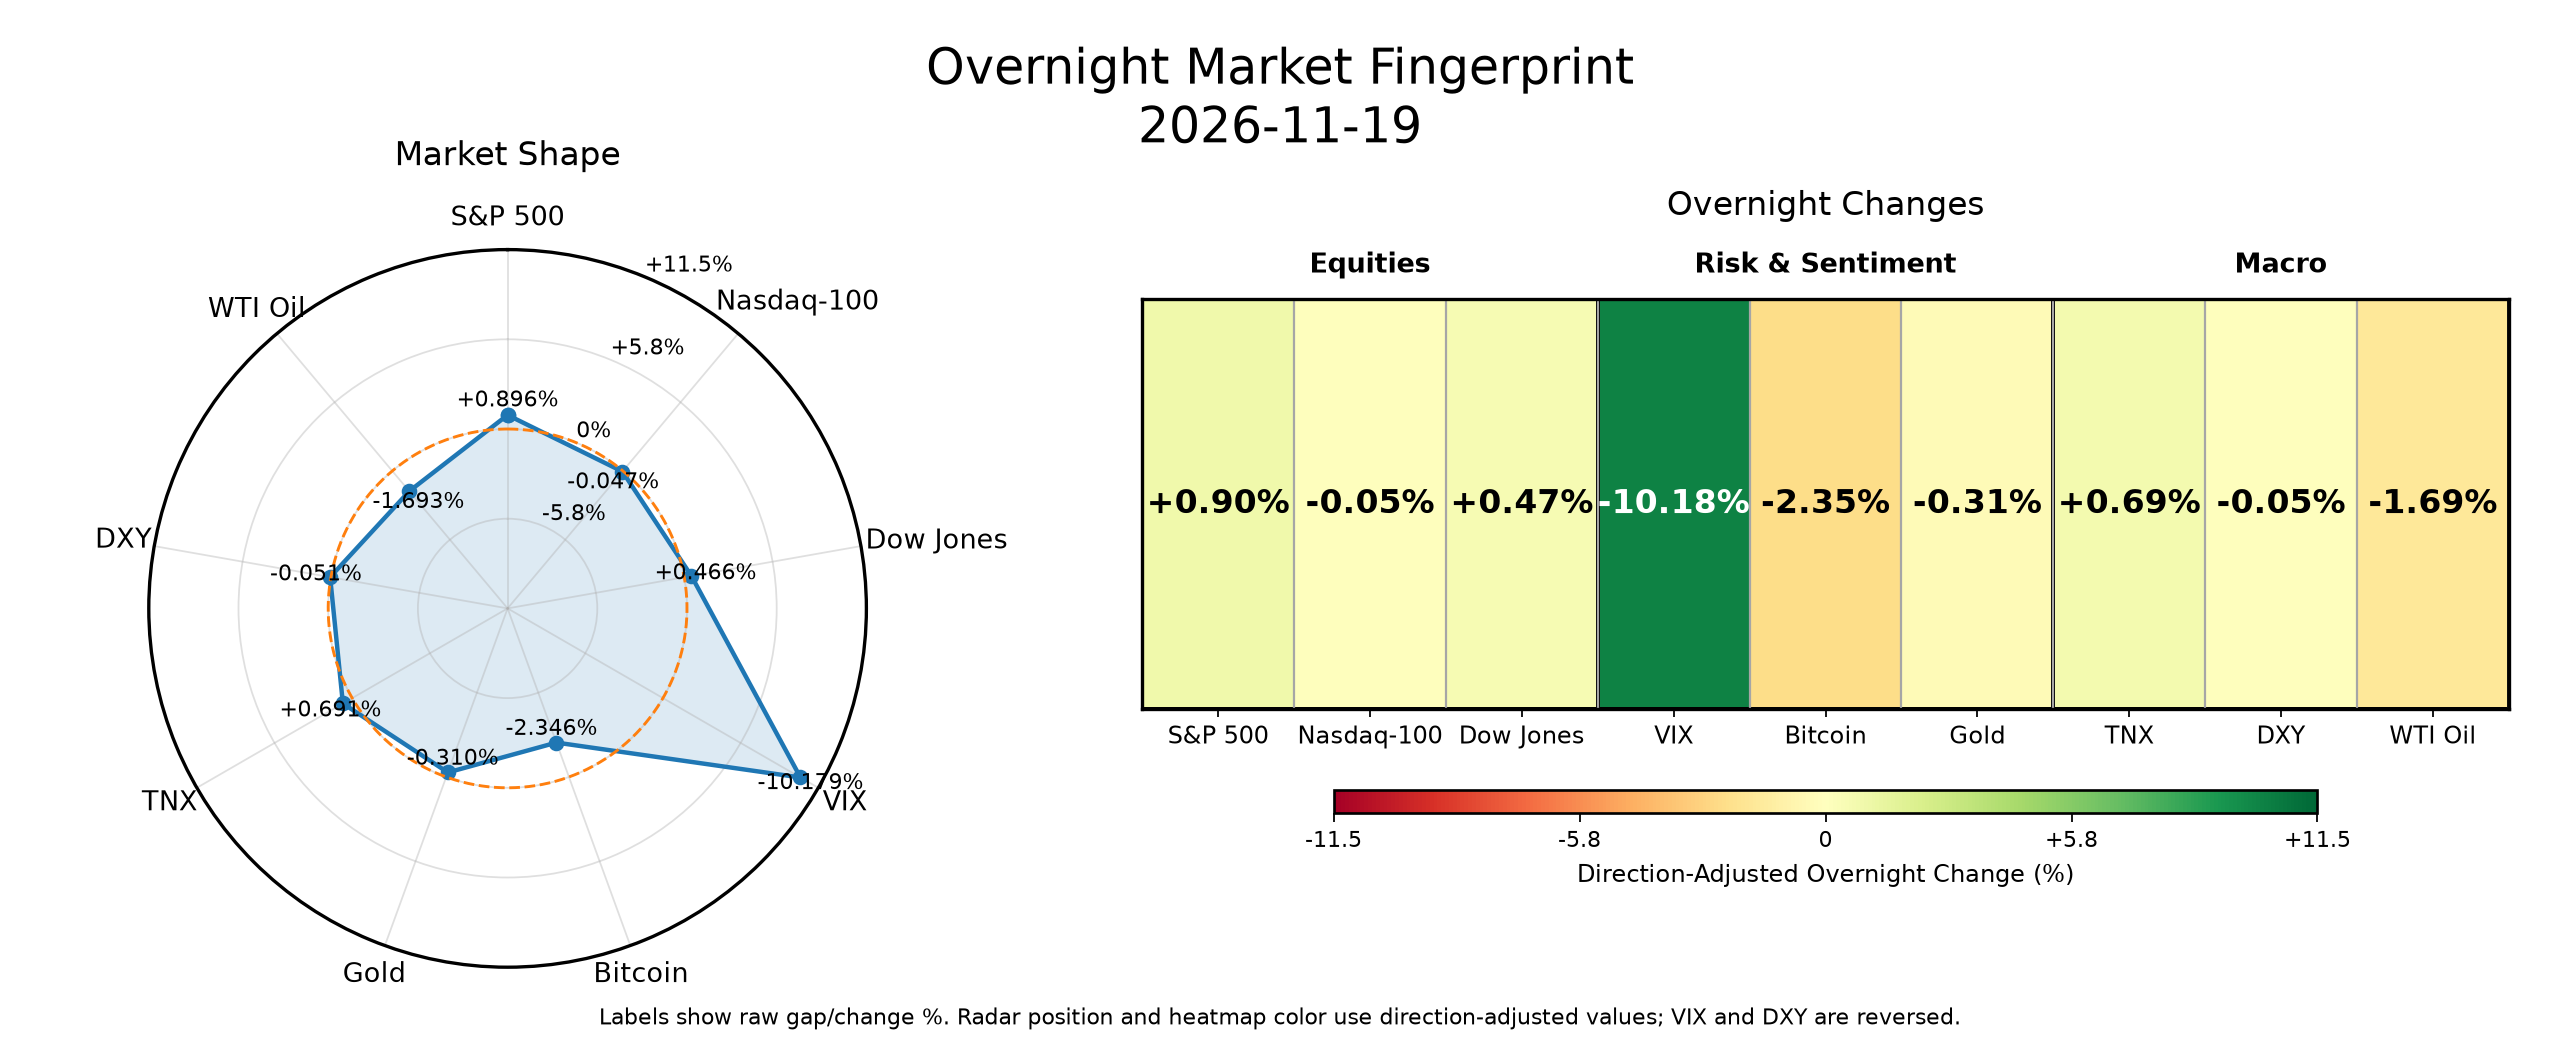 Overnight Market Fingerprint
2026-11-19
Market Shape
S&P 500
+11.5%
Nasdaq-100
WTI Oil
+5.8%
+0.896%
0%
-0.047%
-1.693%
-5.8%
DXY
Dow Jones
-0.051%
+0.466%
+0.691%
-2.346%
-0.310%
-10.179%
TNX
VIX
Gold
Bitcoin
Overnight Changes
Equities Risk & Sentiment Macro
+0.90% -0.05% +0.47% -10.18% -2.35% -0.31% +0.69% -0.05% -1.69%
S&P 500 Nasdaq-100 Dow Jones VIX Bitcoin Gold TNX DXY WTI Oil
-11.5 -5.8 0 +5.8 +11.5
Direction-Adjusted Overnight Change (%)
Labels show raw gap/change %. Radar position and heatmap color use direction-adjusted values; VIX and DXY are reversed.